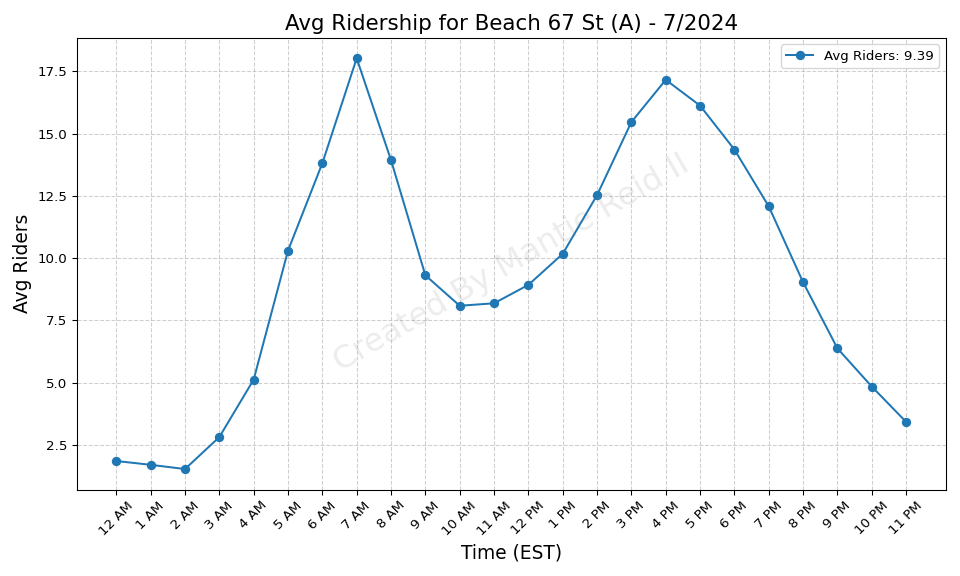 Avg Ridership for Beach 67 St (A) - 7/2024
Avg Riders: 9.39
Avg Riders
17.5
15.0
12.5
10.0
7.5
5.0
2.5
Created By Mantie Reid II
12 AM
1 AM
2 AM
3 AM
4 AM
5 AM
6 AM
7 AM
8 AM
9 AM
10 AM
11 AM
12 PM
1 PM
2 PM
3 PM
4 PM
5 PM
6 PM
7 PM
8 PM
9 PM
10 PM
11 PM
Time (EST)